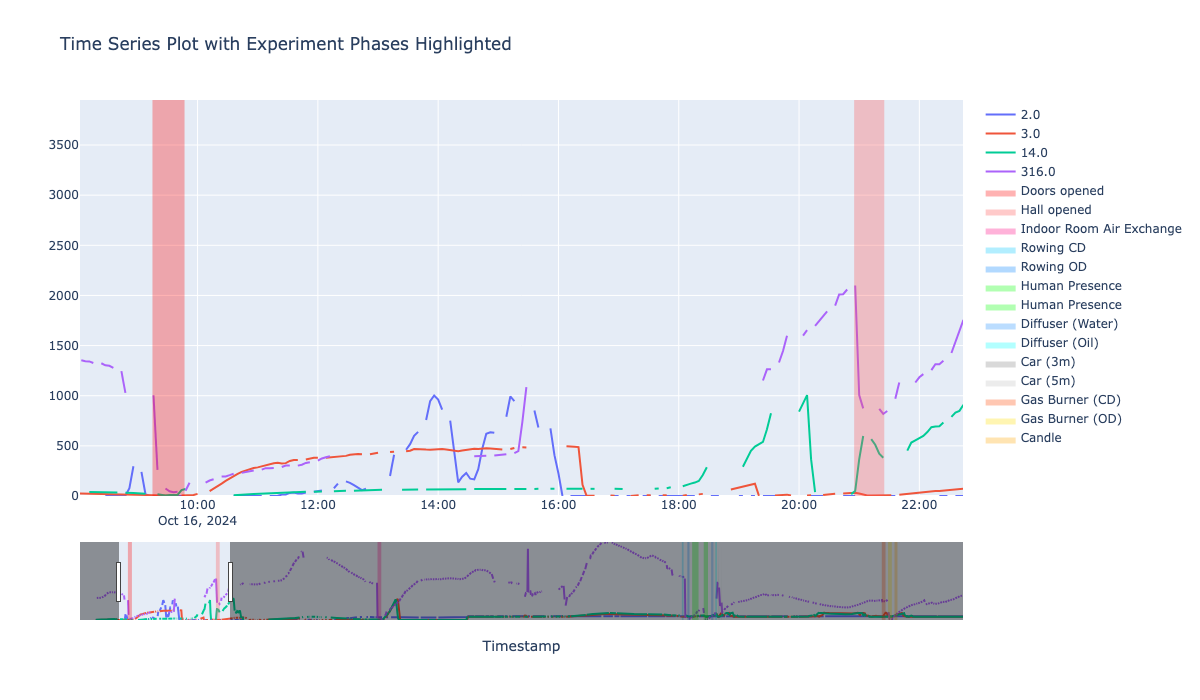 Time Series Plot with Experiment Phases Highlighted
3500
3000
2500
2000
1500
1000
500
0
10:00
Oct 16, 2024
12:00
14:00
16:00
18:00
20:00
22:00
Timestamp
2.0
3.0
14.0
316.0
Doors opened
Hall opened
Indoor Room Air Exchange
Rowing CD
Rowing OD
Human Presence
Human Presence
Diffuser (Water)
Diffuser (Oil)
Car (3m)
Car (5m)
Gas Burner (CD)
Gas Burner (OD)
Candle